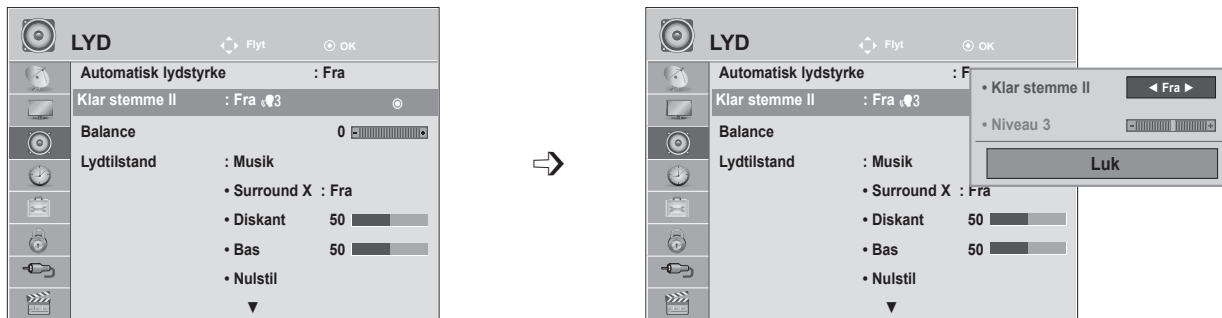 LYD Flyt OK
Automatisk lydstyrke : Fra
Klar stemme II : Fra 3
Balance 0 - +
Lydtilstand : Musik
• Surround X : Fra
• Diskant 50
• Bas 50
• Nulstil
▼
LYD Flyt OK
Automatisk lydstyrke : F
Klar stemme II : Fra 3
Balance
Lydtilstand : Musik
• Surround X : Fra
• Diskant 50
• Bas 50
• Nulstil
▼
• Klar stemme II ◄ Fra ►
• Niveau 3 - +
Luk